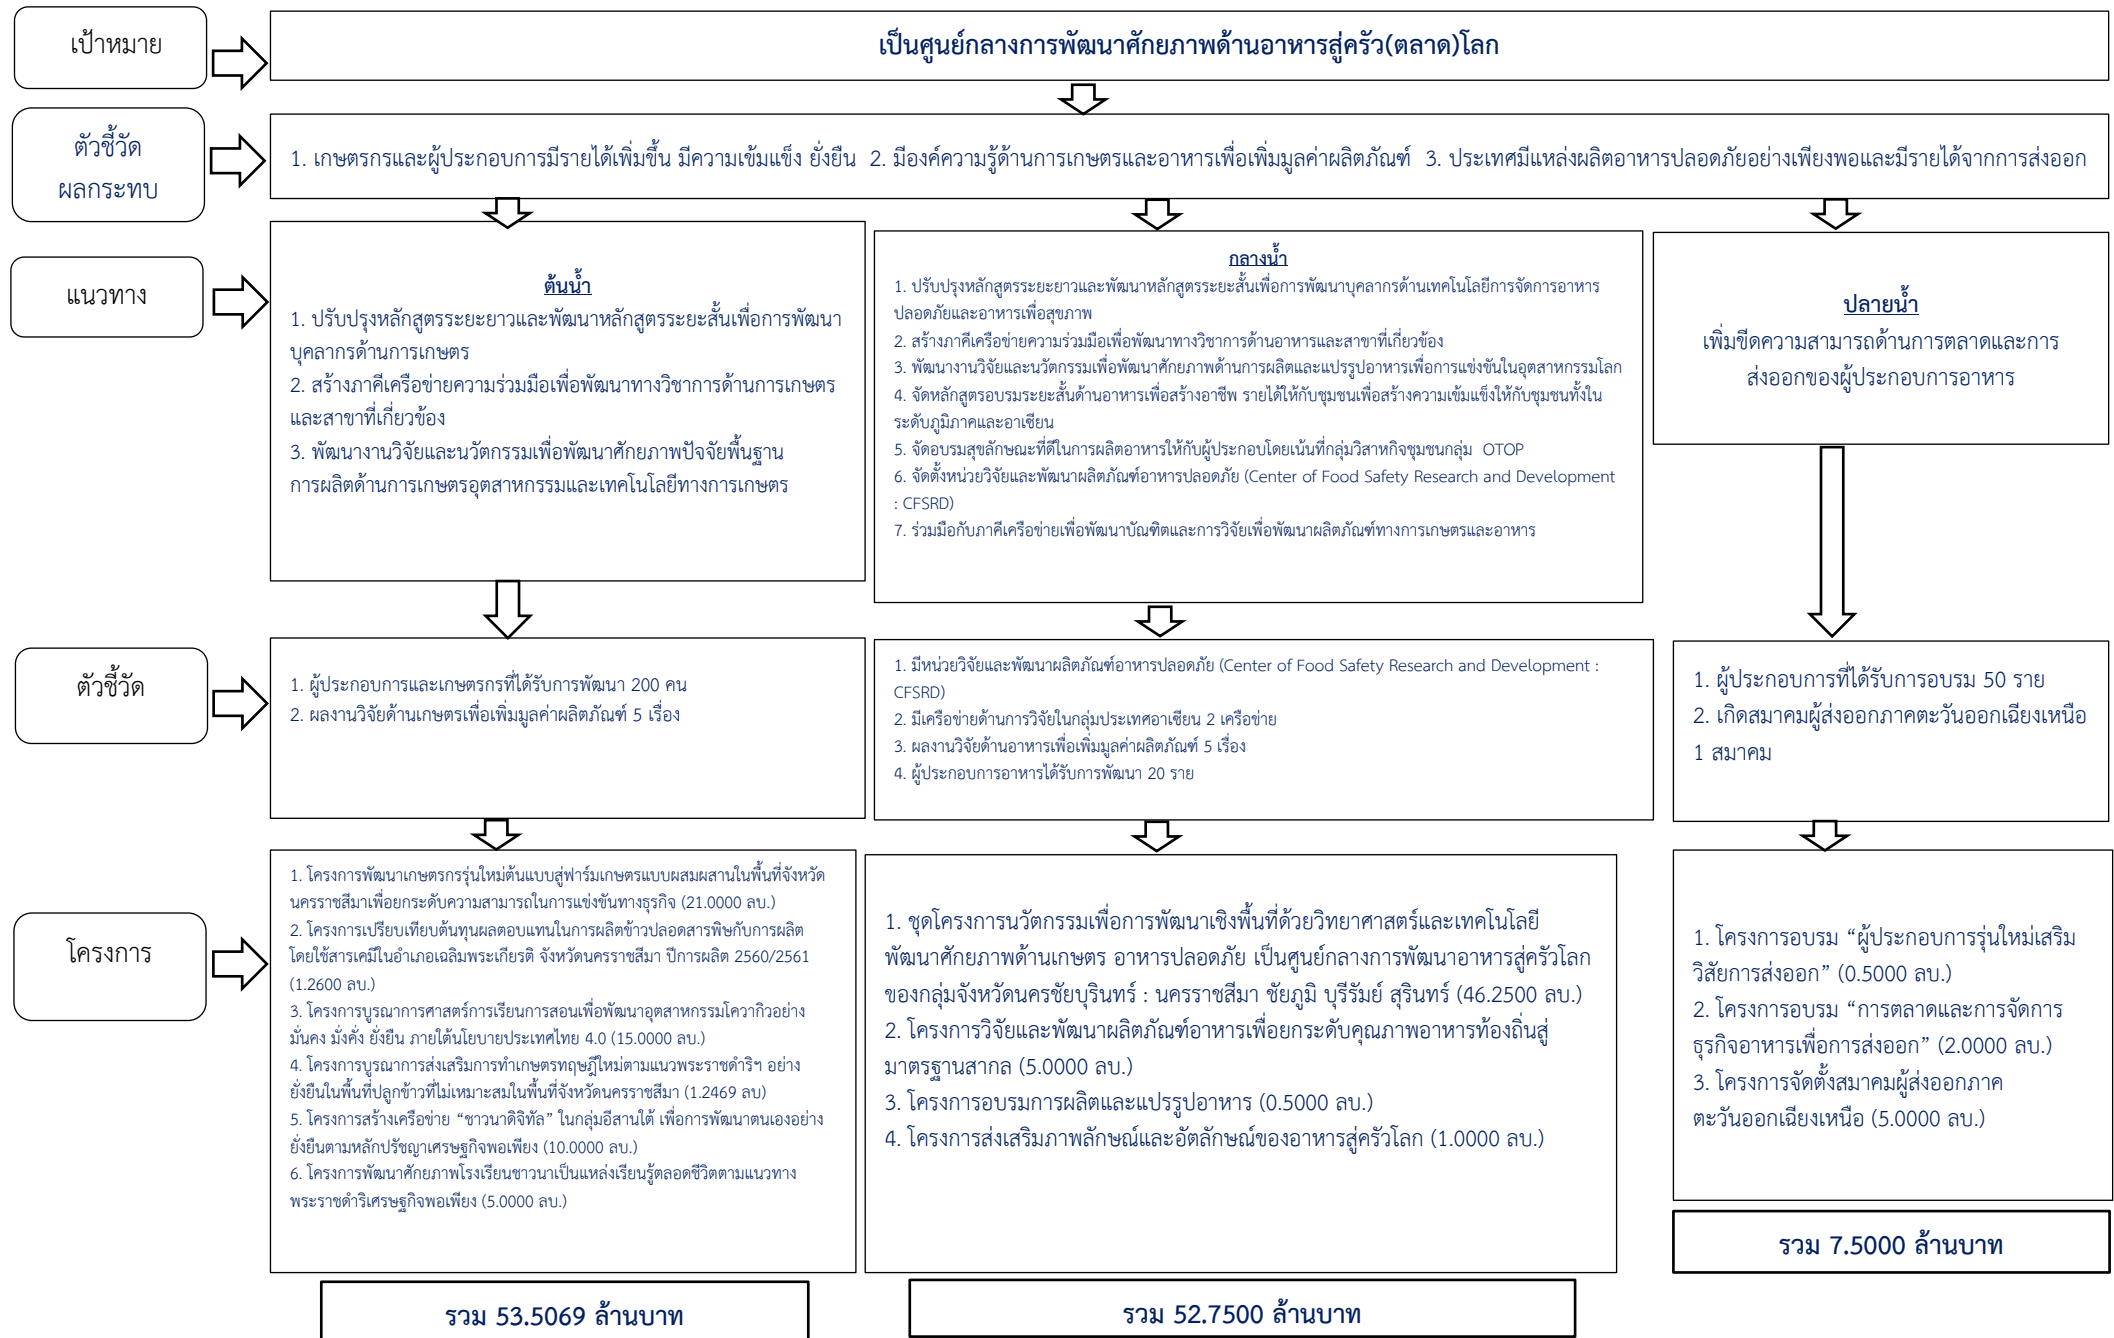 เป้าหมาย
เป็นศูนย์กลางการพัฒนาศักยภาพด้านอาหารสู่ครัว(ตลาด)โลก
ตัวชี้วัด
ผลกระทบ
1. เกษตรกรและผู้ประกอบการมีรายได้เพิ่มขึ้น มีความเข้มแข็ง ยั่งยืน 2. มีองค์ความรู้ด้านการเกษตรและอาหารเพื่อเพิ่มมูลค่าผลิตภัณฑ์ 3. ประเทศมีแหล่งผลิตอาหารปลอดภัยอย่างเพียงพอและมีรายได้จากการส่งออก
แนวทาง
ต้นน้ำ
1. ปรับปรุงหลักสูตรระยะยาวและพัฒนาหลักสูตรระยะสั้นเพื่อการพัฒนา
บุคลากรด้านการเกษตร
2. สร้างภาคีเครือข่ายความร่วมมือเพื่อพัฒนาทางวิชาการด้านการเกษตร
และสาขาที่เกี่ยวข้อง
3. พัฒนางานวิจัยและนวัตกรรมเพื่อพัฒนาศักยภาพปัจจัยพื้นฐาน
การผลิตด้านการเกษตรอุตสาหกรรมและเทคโนโลยีทางการเกษตร
กลางน้ำ
1. ปรับปรุงหลักสูตรระยะยาวและพัฒนาหลักสูตรระยะสั้นเพื่อการพัฒนาบุคลากรด้านเทคโนโลยีการจัดการอาหาร
ปลอดภัยและอาหารเพื่อสุขภาพ
2. สร้างภาคีเครือข่ายความร่วมมือเพื่อพัฒนาทางวิชาการด้านอาหารและสาขาที่เกี่ยวข้อง
3. พัฒนางานวิจัยและนวัตกรรมเพื่อพัฒนาศักยภาพด้านการผลิตและแปรรูปอาหารเพื่อการแข่งขันในอุตสาหกรรมโลก
4. จัดหลักสูตรอบรมระยะสั้นด้านอาหารเพื่อสร้างอาชีพ รายได้ให้กับชุมชนเพื่อสร้างความเข้มแข็งให้กับชุมชนทั้งใน
ระดับภูมิภาคและอาเซียน
5. จัดอบรมสุขลักษณะที่ดีในการผลิตอาหารให้กับผู้ประกอบโดยเน้นที่กลุ่มวิสาหกิจชุมชนกลุ่ม OTOP
6. จัดตั้งหน่วยวิจัยและพัฒนาผลิตภัณฑ์อาหารปลอดภัย (Center of Food Safety Research and Development
: CFSRD)
7. ร่วมมือกับภาคีเครือข่ายเพื่อพัฒนาบัณฑิตและการวิจัยเพื่อพัฒนาผลิตภัณฑ์ทางการเกษตรและอาหาร
ปลายน้ำ
เพิ่มขีดความสามารถด้านการตลาดและการ
ส่งออกของผู้ประกอบการอาหาร
ตัวชี้วัด
1. ผู้ประกอบการและเกษตรกรที่ได้รับการพัฒนา 200 คน
2. ผลงานวิจัยด้านเกษตรเพื่อเพิ่มมูลค่าผลิตภัณฑ์ 5 เรื่อง
1. มีหน่วยวิจัยและพัฒนาผลิตภัณฑ์อาหารปลอดภัย (Center of Food Safety Research and Development :
CFSRD)
2. มีเครือข่ายด้านการวิจัยในกลุ่มประเทศอาเซียน 2 เครือข่าย
3. ผลงานวิจัยด้านอาหารเพื่อเพิ่มมูลค่าผลิตภัณฑ์ 5 เรื่อง
4. ผู้ประกอบการอาหารได้รับการพัฒนา 20 ราย
1. ผู้ประกอบการที่ได้รับการอบรม 50 ราย
2. เกิดสมาคมผู้ส่งออกภาคตะวันออกเฉียงเหนือ
1 สมาคม
โครงการ
1. โครงการพัฒนาเกษตรกรรุ่นใหม่ต้นแบบสู่ฟาร์มเกษตรแบบผสมผสานในพื้นที่จังหวัด
นครราชสีมาเพื่อยกระดับความสามารถในการแข่งขันทางธุรกิจ (21.0000 ลบ.)
2. โครงการเปรียบเทียบต้นทุนผลตอบแทนในการผลิตข้าวปลอดสารพิษกับการผลิต
โดยใช้สารเคมีในอำเภอเฉลิมพระเกียรติ จังหวัดนครราชสีมา ปีการผลิต 2560/2561
(1.2600 ลบ.)
3. โครงการบูรณาการศาสตร์การเรียนการสอนเพื่อพัฒนาอุตสาหกรรมโควากิวอย่าง
มั่นคง มั่งคั่ง ยั่งยืน ภายใต้นโยบายประเทศไทย 4.0 (15.0000 ลบ.)
4. โครงการบูรณาการส่งเสริมการทำเกษตรทฤษฎีใหม่ตามแนวพระราชดำริฯ อย่าง
ยั่งยืนในพื้นที่ปลูกข้าวที่ไม่เหมาะสมในพื้นที่จังหวัดนครราชสีมา (1.2469 ลบ)
5. โครงการสร้างเครือข่าย “ชาวนาดิจิทัล” ในกลุ่มอีสานใต้ เพื่อการพัฒนาตนเองอย่าง
ยั่งยืนตามหลักปรัชญาเศรษฐกิจพอเพียง (10.0000 ลบ.)
6. โครงการพัฒนาศักยภาพโรงเรียนชาวนาเป็นแหล่งเรียนรู้ตลอดชีวิตตามแนวทาง
พระราชดำริเศรษฐกิจพอเพียง (5.0000 ลบ.)
1. ชุดโครงการนวัตกรรมเพื่อการพัฒนาเชิงพื้นที่ด้วยวิทยาศาสตร์และเทคโนโลยี
พัฒนาศักยภาพด้านเกษตร อาหารปลอดภัย เป็นศูนย์กลางการพัฒนาอาหารสู่ครัวโลก
ของกลุ่มจังหวัดนครชัยบุรินทร์ : นครราชสีมา ชัยภูมิ บุรีรัมย์ สุรินทร์ (46.2500 ลบ.)
2. โครงการวิจัยและพัฒนาผลิตภัณฑ์อาหารเพื่อยกระดับคุณภาพอาหารท้องถิ่นสู่
มาตรฐานสากล (5.0000 ลบ.)
3. โครงการอบรมการผลิตและแปรรูปอาหาร (0.5000 ลบ.)
4. โครงการส่งเสริมภาพลักษณ์และอัตลักษณ์ของอาหารสู่ครัวโลก (1.0000 ลบ.)
1. โครงการอบรม “ผู้ประกอบการรุ่นใหม่เสริม
วิสัยการส่งออก” (0.5000 ลบ.)
2. โครงการอบรม “การตลาดและการจัดการ
ธุรกิจอาหารเพื่อการส่งออก” (2.0000 ลบ.)
3. โครงการจัดตั้งสมาคมผู้ส่งออกภาค
ตะวันออกเฉียงเหนือ (5.0000 ลบ.)
รวม 7.5000 ล้านบาท
รวม 53.5069 ล้านบาท
รวม 52.7500 ล้านบาท